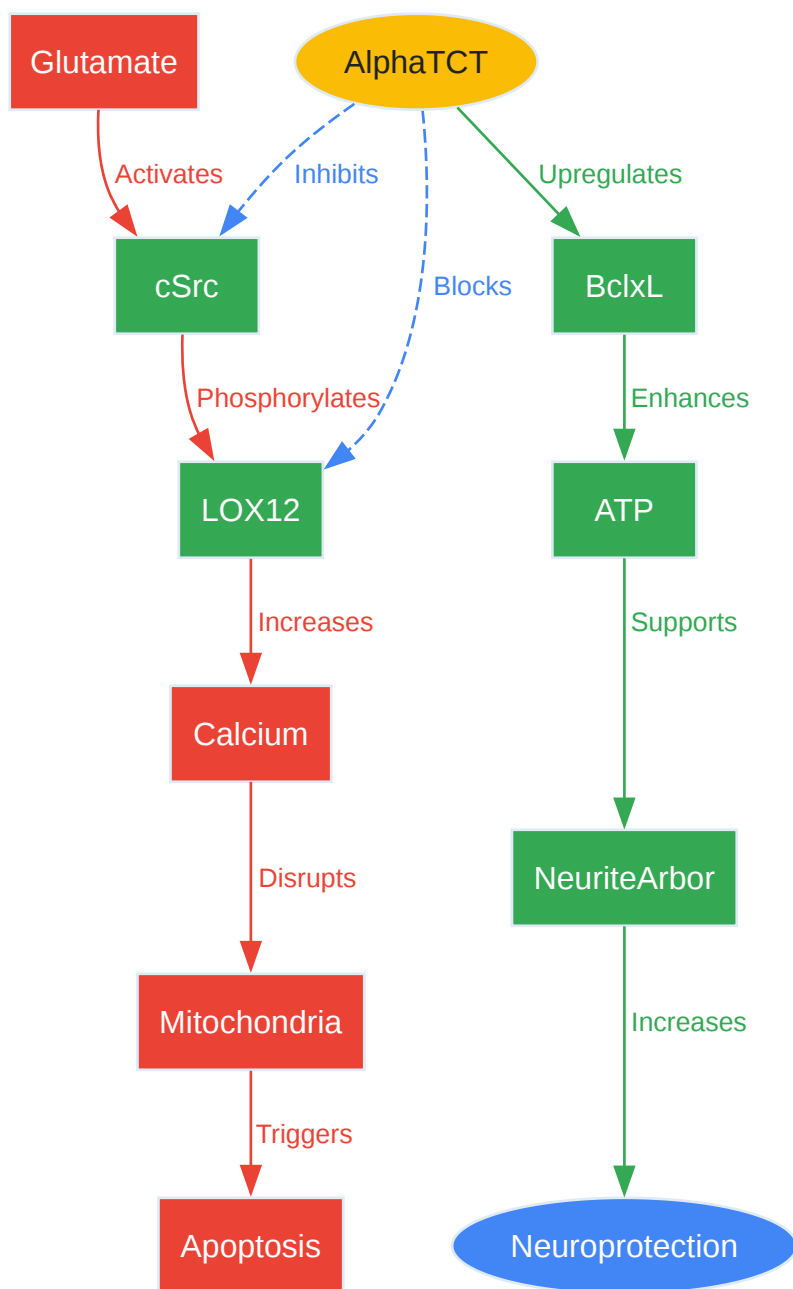 Glutamate
AlphaTCT
Activates
Inhibits
Upregulates
cSrc
Blocks
BclxL
Phosphorylates
Enhances
LOX12
ATP
Increases
Supports
Calcium
Disrupts
NeuriteArbor
Mitochondria
Increases
Triggers
Apoptosis
Neuroprotection